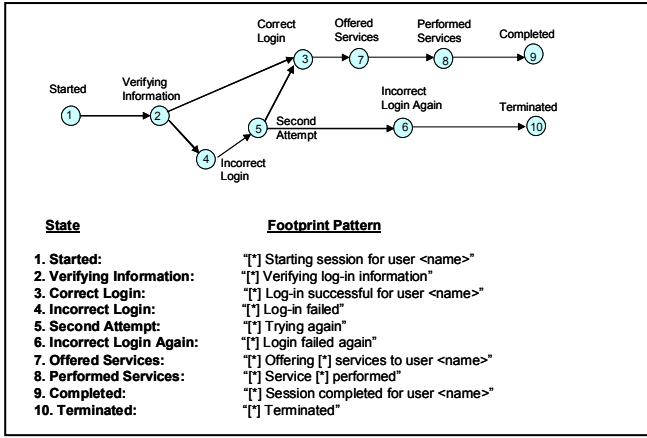 Correct
Login
Offered
Services
Performed
Services
Completed
3
7
8
9
Started
Verifying
Information
1
2
Incorrect
Login Again
Terminated
5
Second
Attempt
6
10
4
Incorrect
Login
State
Footprint Pattern
1. Started: "[*] Starting session for user <name>"
2. Verifying Information: "[*] Verifying log-in information"
3. Correct Login: "[*] Log-in successful for user <name>"
4. Incorrect Login: "[*] Log-in failed"
5. Second Attempt: "[*] Trying again"
6. Incorrect Login Again: "[*] Login failed again"
7. Offered Services: "[*] Offering [*] services to user <name>"
8. Performed Services: "[*] Service [*] performed"
9. Completed: "[*] Session completed for user <name>"
10. Terminated: "[*] Terminated"